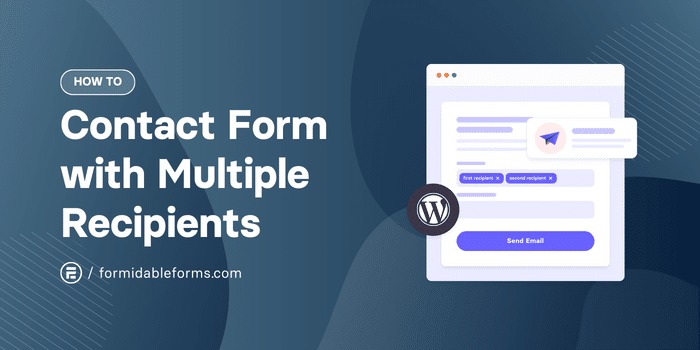 HOW TO
Contact Form
with Multiple
Recipients
/ formidableforms.com
first recipient × second recipient ×
Send Email